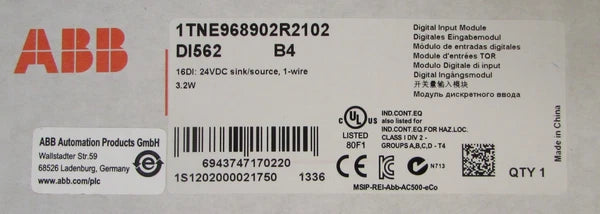 ABB
1TNE968902R2102
DI562 B4
16DI: 24VDC sink/source, 1-wire
3.2W
Digital Input Module
Digitales Eingabemodul
Módulo de entradas digitales
Module d'entrées TOR
Modulo Digitale di input
Digital Ingångsmodul
开关量输入模块
Модуль дискретного ввода
ABB Automation Products GmbH
Wallstadter Str.59
68526 Ladenburg, Germany
www.abb.com/plc
6943747170220
1S1202000021750 1336
c UL US
LISTED
80F1
IND.CONT.EQ
also listed for
IND.CONT.EQ.FOR HAZ.LOC.
CLASS I DIV 2 -
GROUPS A,B,C,D - T4
N713
MSIP-REI-Abb-AC500-eCo
QTY 1